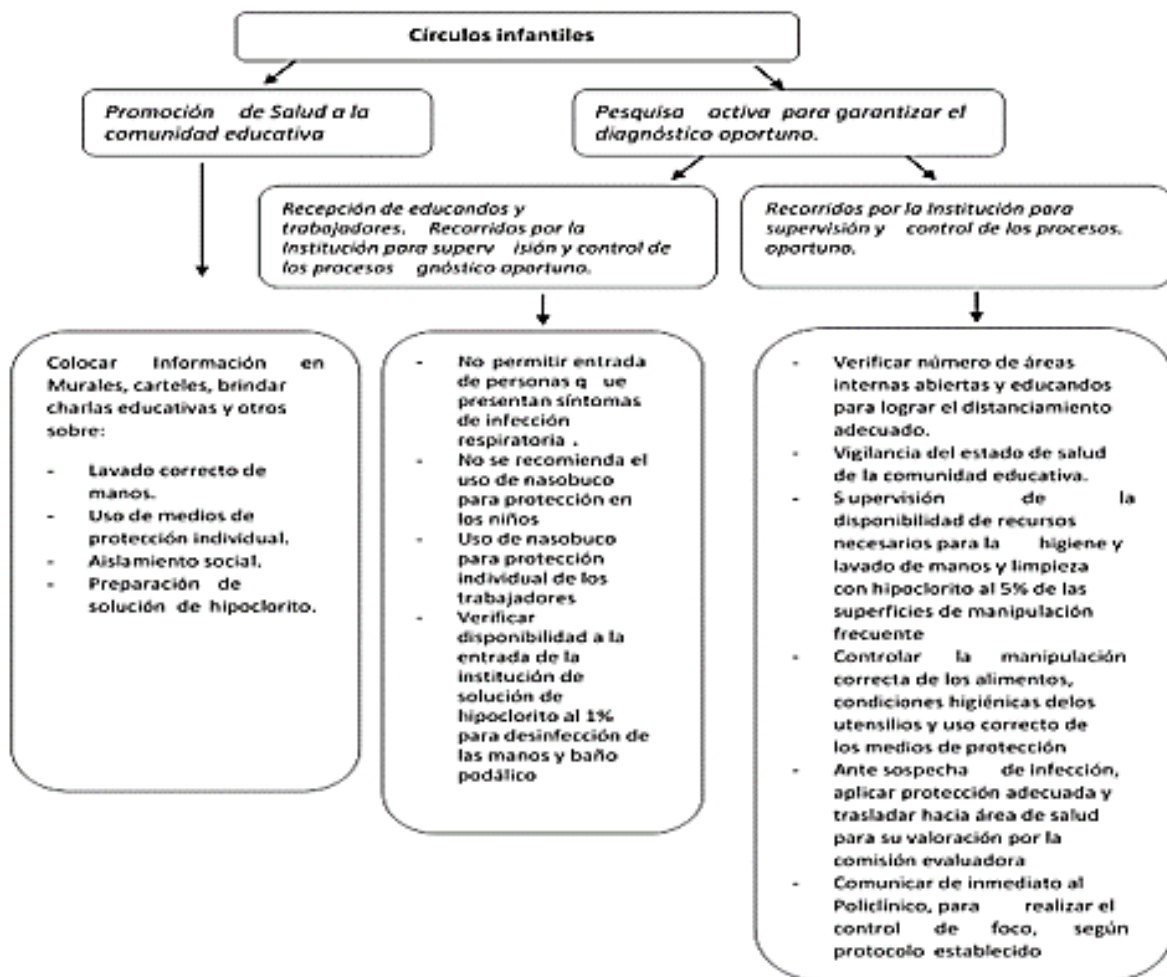 Círculos infantiles
Promoción de Salud a la
comunidad educativa
Pesquisa activa para garantizar el
diagnóstico oportuno.
Recepción de educandos y
trabajadores. Recorridos por la
Institución para superv isión y control de
los procesos gnóstico oportuno.
Recorridos por la Institución para
supervisión y control de los procesos.
oportuno.
Colocar Información en
Murales, carteles, brindar
charlas educativas y otros
sobre:
- Lavado correcto de
manos.
- Uso de medios de
protección individual.
- Aislamiento social.
- Preparación de
solución de hipoclorito.
- No permitir entrada
de personas q ue
presentan síntomas
de infección
respiratoria .
- No se recomienda el
uso de nasobuco
para protección en
los niños
- Uso de nasobuco
para protección
individual de los
trabajadores
- Verificar
disponibilidad a la
entrada de la
institución de
solución de
hipoclorito al 1%
para desinfección de
las manos y baño
podálico
- Verificar número de áreas
internas abiertas y educandos
para lograr el distanciamiento
adecuado.
- Vigilancia del estado de salud
de la comunidad educativa.
- S upervisión de la
disponibilidad de recursos
necesarios para la higiene y
lavado de manos y limpieza
con hipoclorito al 5% de las
superficies de manipulación
frecuente
- Controlar la manipulación
correcta de los alimentos,
condiciones higiénicas delos
utensilios y uso correcto de
los medios de protección
- Ante sospecha de infección,
aplicar protección adecuada y
trasladar hacia área de salud
para su valoración por la
comisión evaluadora
- Comunicar de inmediato al
Policlínico, para realizar el
control de foco, según
protocolo establecido